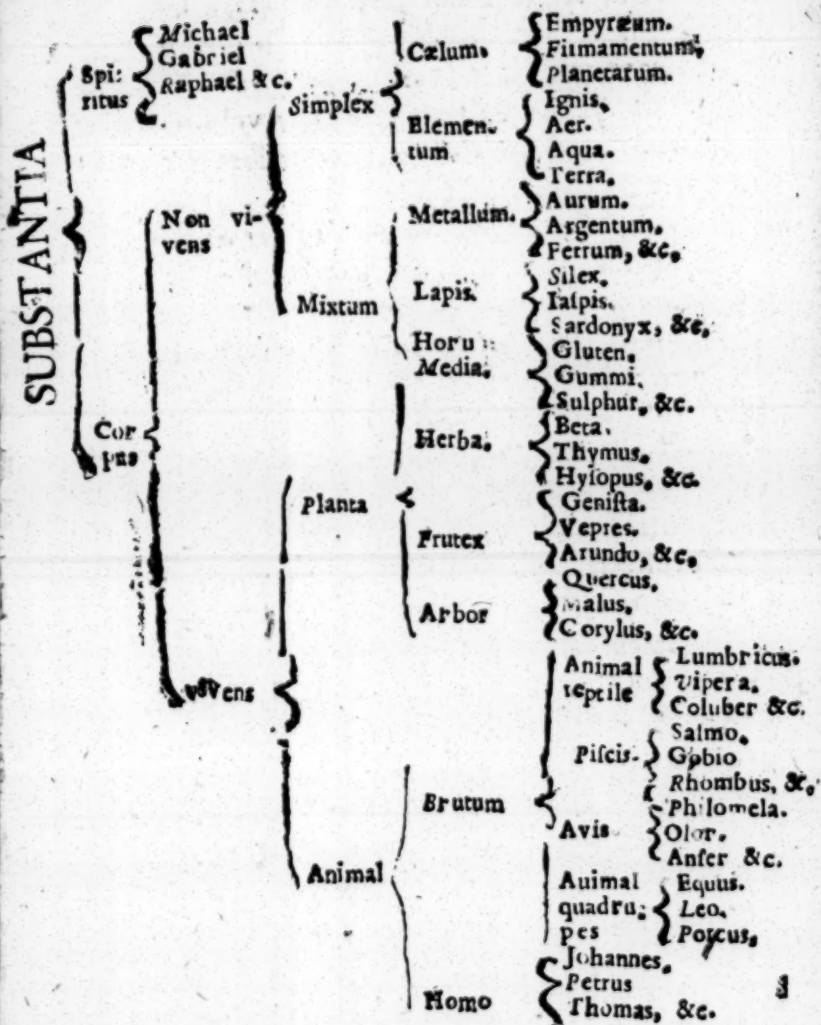 SUBSTANTIA
Spi-
ritus
Michael
Gabriel
Raphael &c.
Cor
pus
Non vi-
vens
Simplex
Cælum.
Empyræum.
Firmamentum,
Planetarum.
Elemen-
tum
Ignis,
Aer.
Aqua.
Terra.
Mixtum
Metallum.
Aurum.
Argentum.
Ferrum, &c,
Lapis.
Silex.
Iaſpis.
Sardonyx, &c,
Horu
Media,
Gluten.
Gummi.
Sulphur, &c.
vivens
Planta
Herba,
Beta.
Thymus,
Hyſopus, &c.
Frutex
Geniſta.
Vepres.
Arundo, &c,
Arbor
Quercus,
Malus,
Corylus, &c.
Animal
Brutum
Animal
reptile
Lumbricus.
Vipera.
Coluber &c.
Piſcis.
Salmo,
Gobio
Rhombus, &c,
Avis
Philomela.
Olor.
Anſer &c.
Auimal
quadru-
pes
Equus.
Leo.
Porcus,
Homo
Johannes,
Petrus
Thomas, &c.